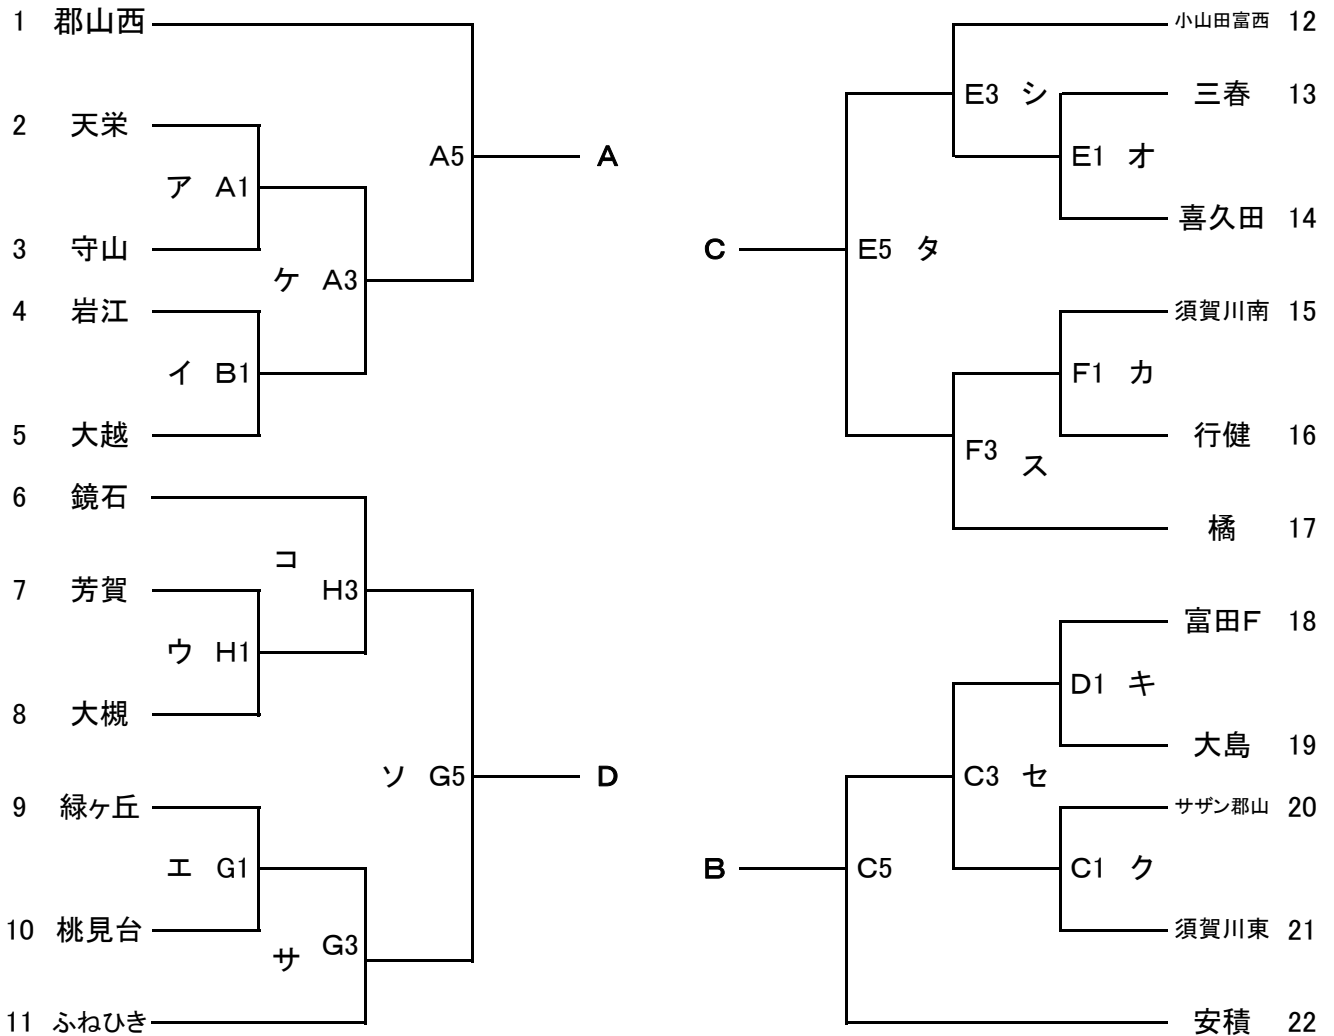 1 郡山西
2 天栄
ア A1
3 守山
ケ A3
4 岩江
イ B1
5 大越
A5
A
6 鏡石
コ
H3
7 芳賀
ウ H1
8 大槻
ソ G5
D
9 緑ヶ丘
エ G1
10 桃見台
サ G3
11 ふねひき
小山田富西 12
E3 シ
三春 13
E1 オ
喜久田 14
C
E5 タ
須賀川南 15
F1 カ
行健 16
F3 ス
橘 17
富田F 18
D1 キ
大島 19
C3 セ
サザン郡山 20
B
C5
C1 ク
須賀川東 21
安積 22